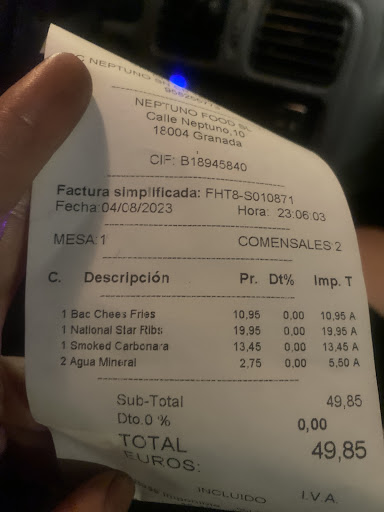 C NEPTUNO
NEPTUNO FOOD SL
Calle Neptuno,10
18004 Granada
CIF: B18945840
Factura simplificada: FHT8-S010871
Fecha:04/08/2023 Hora: 23:06:03
MESA:1 COMENSALES 2
C. Descripción Pr. Dt% Imp. T
1 Bac Chees Fries 10,95 0,00 10,95 A
1 National Star Ribs 19,95 0,00 19,95 A
1 Smoked Carbonara 13,45 0,00 13,45 A
2 Agua Mineral 2,75 0,00 5,50 A
Sub-Total 49,85
Dto.0 % 0,00
TOTAL 49,85
EUROS:
INCLUIDO I.V.A.